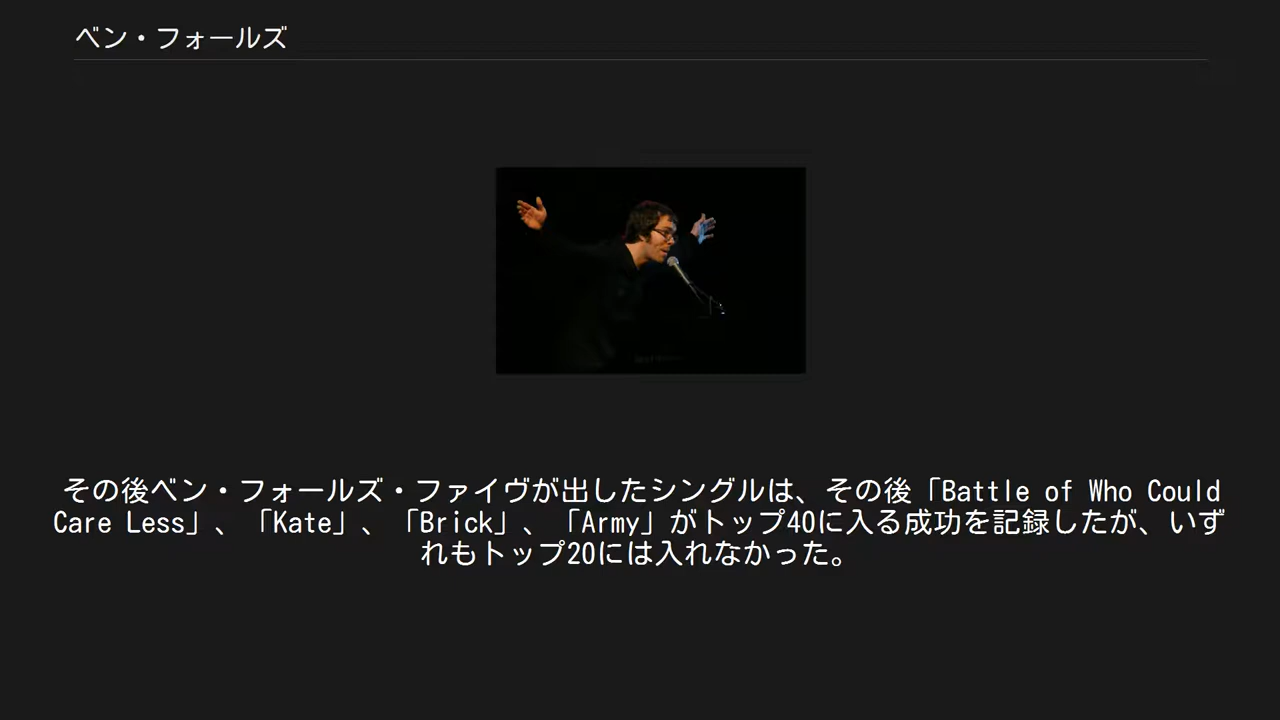 ベン・フォールズ
その後ベン・フォールズ・ファイヴが出したシングルは、その後「Battle of Who Could
Care Less」、「Kate」、「Brick」、「Army」がトップ40に入る成功を記録したが、いず
れもトップ20には入れなかった。